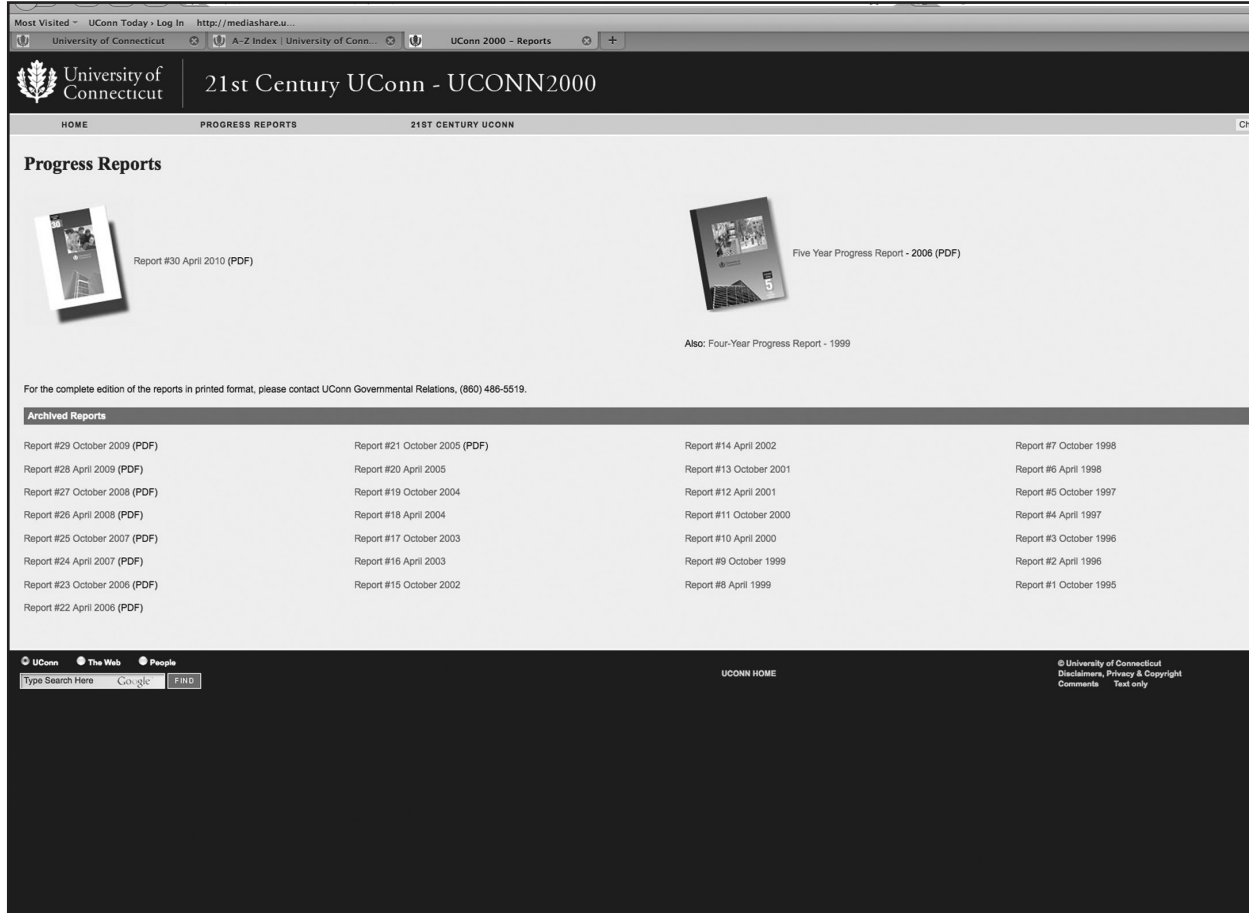 Most Visited UConn Today › Log In http://mediashare.u...
University of Connecticut A-Z Index | University of Conn... UConn 2000 - Reports +
University of
Connecticut
21st Century UConn - UCONN2000
HOME PROGRESS REPORTS 21ST CENTURY UCONN Ch
Progress Reports
30
Report #30 April 2010 (PDF)
5
Five Year Progress Report - 2006 (PDF)
Also: Four-Year Progress Report - 1999
For the complete edition of the reports in printed format, please contact UConn Governmental Relations, (860) 486-5519.
Archived Reports
Report #29 October 2009 (PDF)
Report #28 April 2009 (PDF)
Report #27 October 2008 (PDF)
Report #26 April 2008 (PDF)
Report #25 October 2007 (PDF)
Report #24 April 2007 (PDF)
Report #23 October 2006 (PDF)
Report #22 April 2006 (PDF)
Report #21 October 2005 (PDF)
Report #20 April 2005
Report #19 October 2004
Report #18 April 2004
Report #17 October 2003
Report #16 April 2003
Report #15 October 2002
Report #14 April 2002
Report #13 October 2001
Report #12 April 2001
Report #11 October 2000
Report #10 April 2000
Report #9 October 1999
Report #8 April 1999
Report #7 October 1998
Report #6 April 1998
Report #5 October 1997
Report #4 April 1997
Report #3 October 1996
Report #2 April 1996
Report #1 October 1995
UConn The Web People
Type Search Here Google FIND
UCONN HOME
© University of Connecticut
Disclaimers, Privacy & Copyright
Comments Text only